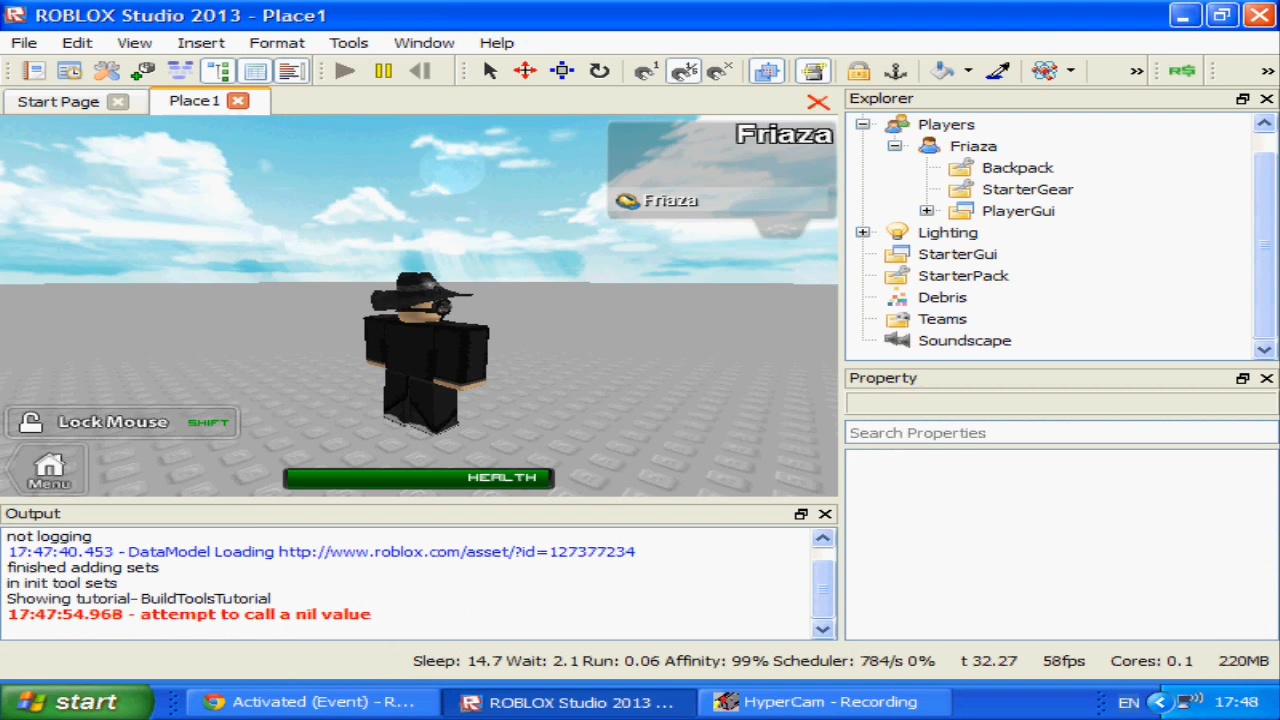 ROBLOX Studio 2013 - Place1
File Edit View Insert Format Tools Window Help
R$
Start Page Place1
Friaza
Friaza
Lock Mouse SHIFT
Menu
HEALTH
Explorer
Players
Friaza
Backpack
StarterGear
PlayerGui
Lighting
StarterGui
StarterPack
Debris
Teams
Soundscape
Property
Search Properties
Output
not logging
17:47:40.453 - DataModel Loading http://www.roblox.com/asset/?id=127377234
finished adding sets
in init tool sets
Showing tutorial- BuildToolsTutorial
17:47:54.968 - attempt to call a nil value
Sleep: 14.7 Wait: 2.1 Run: 0.06 Affinity: 99% Scheduler: 784/s 0% t 32.27 58fps Cores: 0.1 220MB
start Activated (Event) - R... ROBLOX Studio 2013 ... HyperCam - Recording EN 17:48